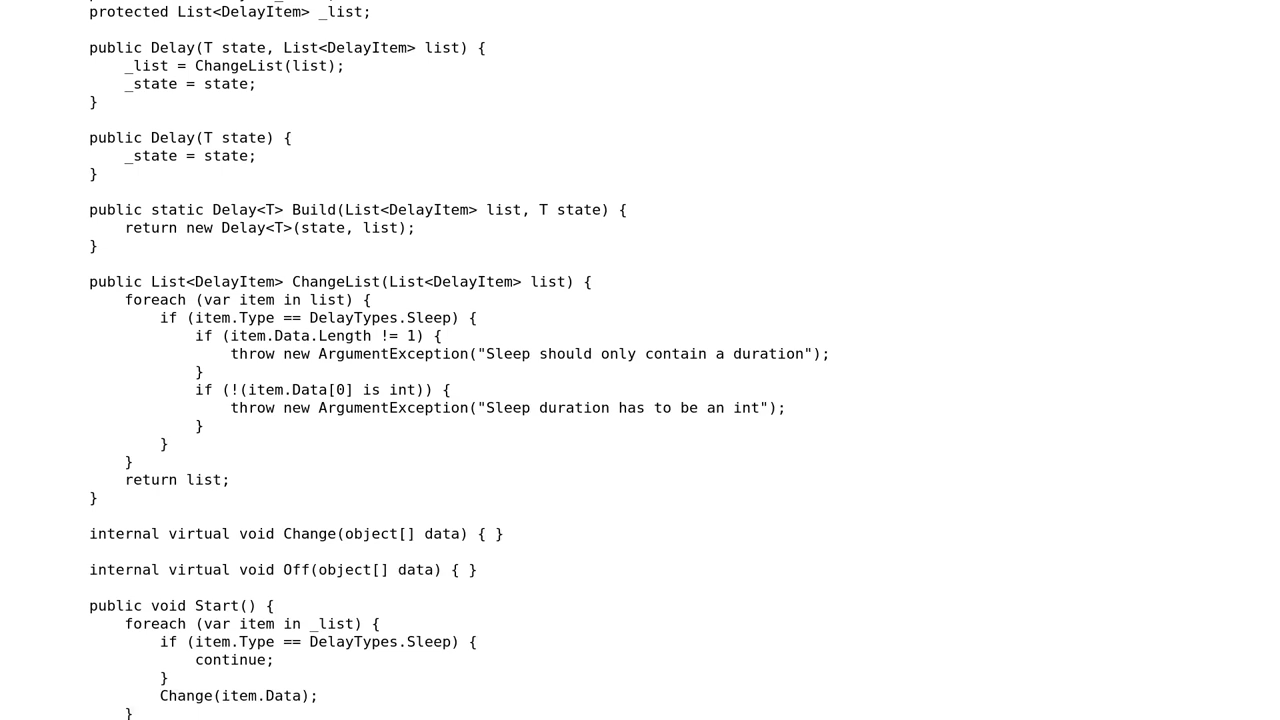 protected List<DelayItem> _list;
public Delay(T state, List<DelayItem> list) {
_list = ChangeList(list);
_state = state;
}
public Delay(T state) {
_state = state;
}
public static Delay<T> Build(List<DelayItem> list, T state) {
return new Delay<T>(state, list);
}
public List<DelayItem> ChangeList(List<DelayItem> list) {
foreach (var item in list) {
if (item.Type == DelayTypes.Sleep) {
if (item.Data.Length != 1) {
throw new ArgumentException("Sleep should only contain a duration");
}
if (!(item.Data[0] is int)) {
throw new ArgumentException("Sleep duration has to be an int");
}
}
}
return list;
}
internal virtual void Change(object[] data) { }
internal virtual void Off(object[] data) { }
public void Start() {
foreach (var item in _list) {
if (item.Type == DelayTypes.Sleep) {
continue;
}
Change(item.Data);
}